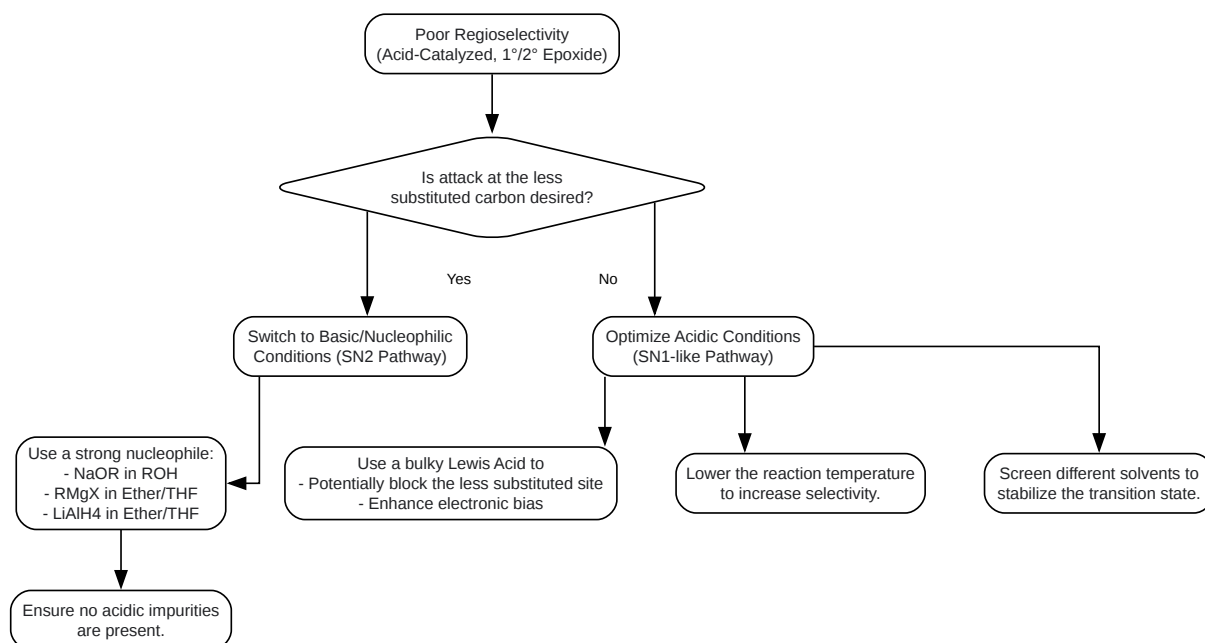 Poor Regioselectivity
(Acid-Catalyzed, 1°/2° Epoxide)
Is attack at the less
substituted carbon desired?
Yes
No
Switch to Basic/Nucleophilic
Conditions (SN2 Pathway)
Optimize Acidic Conditions
(SN1-like Pathway)
Use a strong nucleophile:
- NaOR in ROH
- RMgX in Ether/THF
- LiAlH4 in Ether/THF
Use a bulky Lewis Acid to
- Potentially block the less substituted site
- Enhance electronic bias
Lower the reaction temperature
to increase selectivity.
Screen different solvents to
stabilize the transition state.
Ensure no acidic impurities
are present.